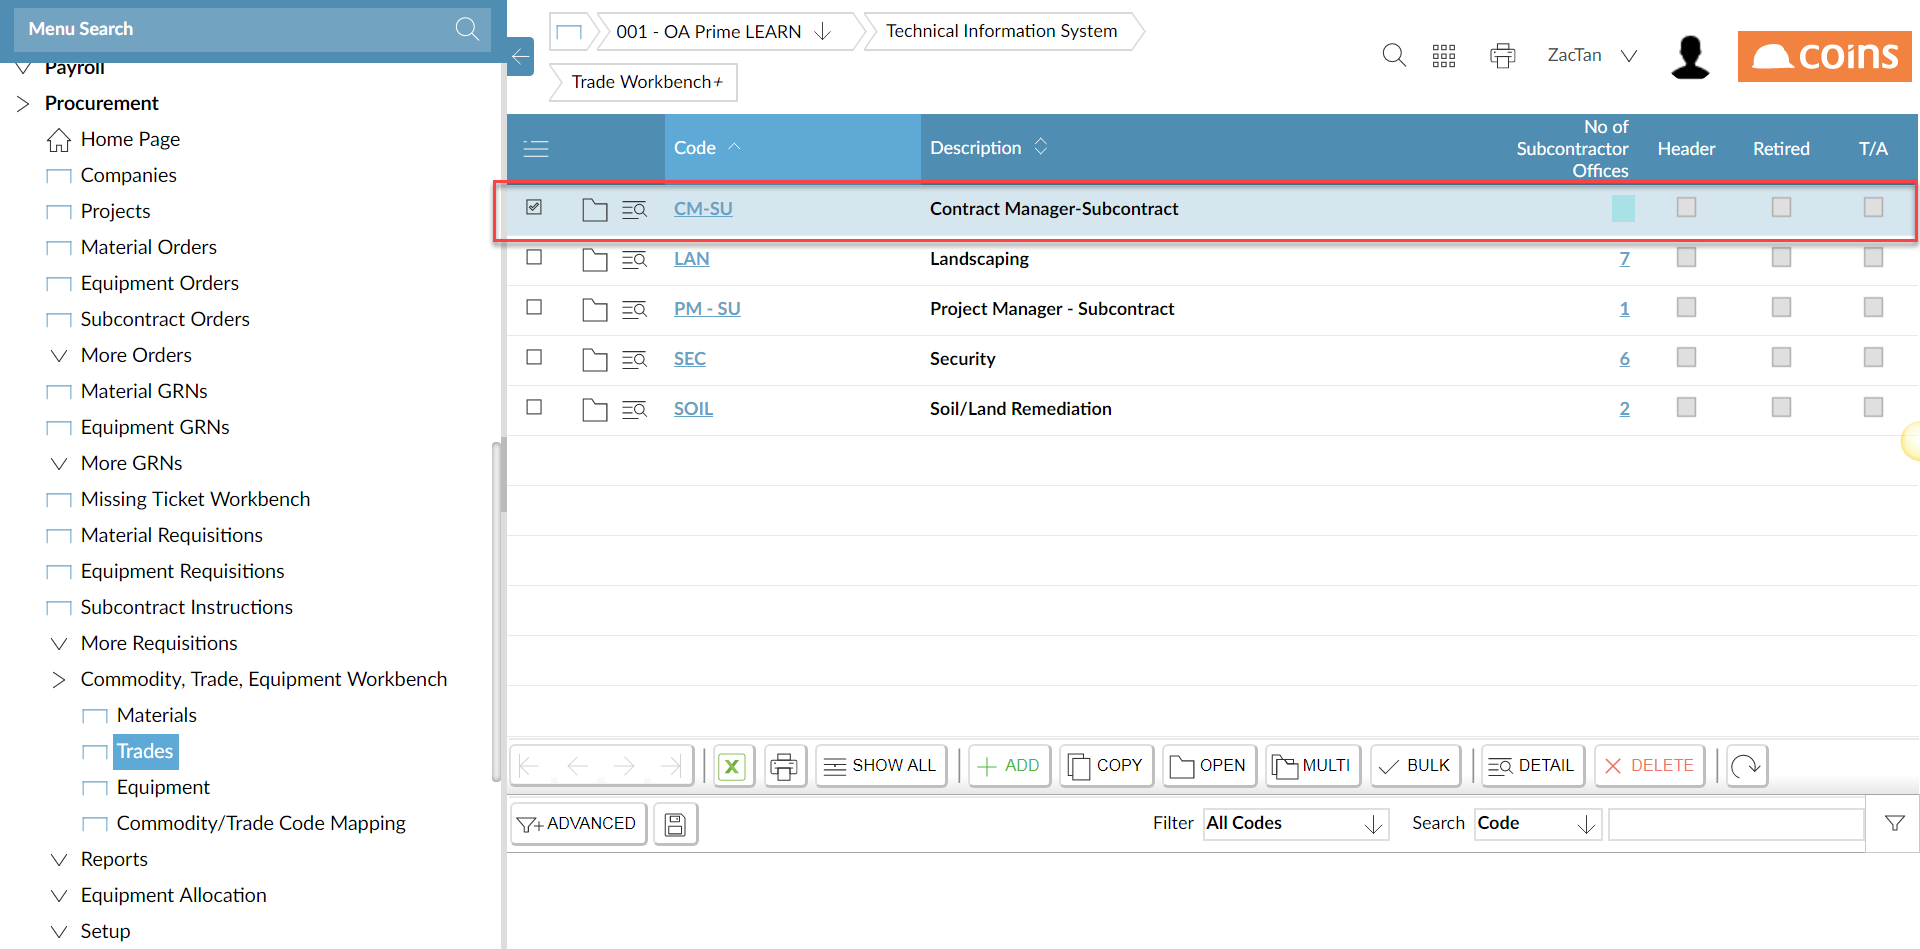 Menu Search
Payroll
Procurement
Home Page
Companies
Projects
Material Orders
Equipment Orders
Subcontract Orders
More Orders
Material GRNs
Equipment GRNs
More GRNs
Missing Ticket Workbench
Material Requisitions
Equipment Requisitions
Subcontract Instructions
More Requisitions
Commodity, Trade, Equipment Workbench
Materials
Trades
Equipment
Commodity/Trade Code Mapping
Reports
Equipment Allocation
Setup
001 - OA Prime LEARN
Technical Information System
Trade Workbench+
ZacTan
coins
Code Description No of Subcontractor Offices Header Retired T/A
CM-SU Contract Manager-Subcontract
LAN Landscaping 7
PM - SU Project Manager - Subcontract 1
SEC Security 6
SOIL Soil/Land Remediation 2
SHOW ALL ADD COPY OPEN MULTI BULK DETAIL DELETE
ADVANCED Filter All Codes Search Code